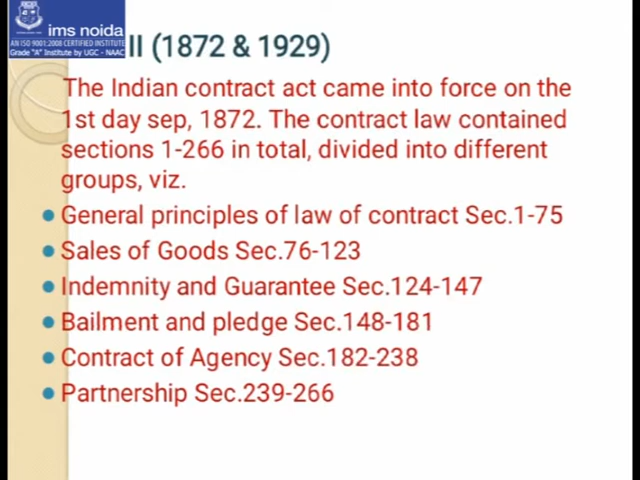 ims noida
AN ISO 9001:2008 CERTIFIED INSTITUTE
Grade "A" Institute by UGC - NAAC
II (1872 & 1929)
The Indian contract act came into force on the
1st day sep, 1872. The contract law contained
sections 1-266 in total, divided into different
groups, viz.
General principles of law of contract Sec.1-75
Sales of Goods Sec.76-123
Indemnity and Guarantee Sec.124-147
Bailment and pledge Sec.148-181
Contract of Agency Sec.182-238
Partnership Sec.239-266